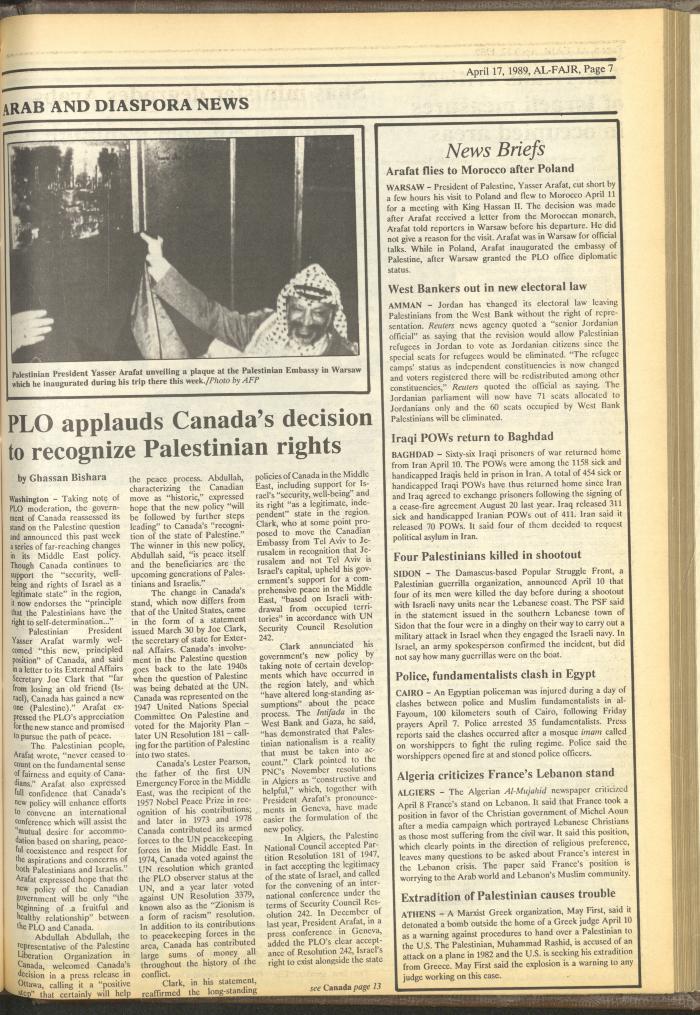 April 17, 1989, AL-FAJR, Page 7
ARAB AND DIASPORA NEWS
Palestinian President Yasser Arafat unveiling a plaque at the Palestinian Embassy in Warsaw
which he inaugurated during his trip there this week./Photo by AFP
PLO applauds Canada's decision
to recognize Palestinian rights
by Ghassan Bishara
Washington – Taking note of
PLO moderation, the govern-
ment of Canada reassessed its
stand on the Palestine question
and announced this past week
a series of far-reaching changes
in its Middle East policy.
Though Canada continues to
support the "security, well-
being and rights of Israel as a
legitimate state" in the region,
it now endorses the "principle
that the Palestinians have the
right to self-determination..."
Palestinian President
Yasser Arafat warmly wel-
comed "this new, principled
position" of Canada, and said
in a letter to its External Affairs
Secretary Joe Clark that "far
from losing an old friend (Is-
rael), Canada has gained a new
one (Palestine)." Arafat ex-
pressed the PLO's appreciation
for the new stance and promised
to pursue the path of peace.
The Palestinian people,
Arafat wrote, "never ceased to
count on the fundamental sense
of fairness and equity of Cana-
dians." Arafat also expressed
full confidence that Canada's
new policy will enhance efforts
to convene an international
conference which will assist the
"mutual desire for accommo-
dation based on sharing, peace-
ful coexistence and respect for
the aspirations and concerns of
both Palestinians and Israelis."
Arafat expressed hope that the
new policy of the Canadian
government will be only "the
beginning of a fruitful and
healthy relationship" between
the PLO and Canada.
Abdullah Abdullah, the
representative of the Palestine
Liberation Organization in
Canada, welcomed Canada's
decision in a press release in
Ottawa, calling it a "positive
step" that certainly will help
the peace process. Abdullah,
characterizing the Canadian
move as "historic," expressed
hope that the new policy "will
be followed by further steps
leading" to Canada's "recogni-
tion of the state of Palestine."
The winner in this new policy,
Abdullah said, "is peace itself
and the beneficiaries are the
upcoming generations of Pales-
tinians and Israelis."
The change in Canada's
stand, which now differs from
that of the United States, came
in the form of a statement
issued March 30 by Joe Clark,
the secretary of state for Exter-
nal Affairs. Canada's involve-
ment in the Palestine question
goes back to the late 1940s
when the question of Palestine
was being debated at the UN.
Canada was represented on the
1947 United Nations Special
Committee On Palestine and
voted for the Majority Plan –
later UN Resolution 181 – call-
ing for the partition of Palestine
into two states.
Canada's Lester Pearson,
the father of the first UN
Emergency Force in the Middle
East, was the recipient of the
1957 Nobel Peace Prize in rec-
ognition of his contributions;
and later in 1973 and 1978
Canada contributed its armed
forces to the UN peacekeeping
forces in the Middle East. In
1974, Canada voted against the
UN resolution which granted
the PLO observer status at the
UN, and a year later voted
against UN Resolution 3379,
known also as the "Zionism is
a form of racism" resolution.
In addition to its contributions
to peacekeeping forces in the
area, Canada has contributed
large sums of money all
throughout the history of the
conflict.
Clark, in his statement,
reaffirmed the long-standing
policies of Canada in the Middle
East, including support for Is-
rael's "security, well-being" and
its right "as a legitimate, inde-
pendent" state in the region.
Clark, who at some point pro-
posed to move the Canadian
Embassy from Tel Aviv to Je-
rusalem in recognition that Je-
rusalem and not Tel Aviv is
Israel's capital, upheld his gov-
ernment's support for a com-
prehensive peace in the Middle
East, "based on Israeli with-
drawal from occupied territ-
ories" in accordance with UN
Security Council Resolution
242.
Clark annunciated his
government's new policy by
taking note of certain develop-
ments which have occurred in
the region lately, and which
"have altered long-standing as-
sumptions" about the peace
process. The Intifada in the
West Bank and Gaza, he said,
"has demonstrated that Pales-
tinian nationalism is a reality
that must be taken into ac-
count." Clark pointed to the
PNC's November resolutions
in Algiers as "constructive and
helpful," which, together with
President Arafat's pronounce-
ments in Geneva, have made
easier the formulation of the
new policy.
In Algiers, the Palestine
National Council accepted Par-
tition Resolution 181 of 1947,
in fact accepting the legitimacy
of the state of Israel, and called
for the convening of an inter-
national conference under the
terms of Security Council Res-
olution 242. In December of
last year, President Arafat, in a
press conference in Geneva,
added the PLO's clear accept-
ance of Resolution 242, Israel's
right to exist alongside the state
see Canada page 13
News Briefs
Arafat flies to Morocco after Poland
WARSAW – President of Palestine, Yasser Arafat, cut short by
a few hours his visit to Poland and flew to Morocco April 11
for a meeting with King Hassan II. The decision was made
after Arafat received a letter from the Moroccan monarch,
Arafat told reporters in Warsaw before his departure. He did
not give a reason for the visit. Arafat was in Warsaw for official
talks. While in Poland, Arafat inaugurated the embassy of
Palestine, after Warsaw granted the PLO office diplomatic
status.
West Bankers out in new electoral law
AMMAN – Jordan has changed its electoral law leaving
Palestinians from the West Bank without the right of repre-
sentation. Reuters news agency quoted a "senior Jordanian
official" as saying that the revision would allow Palestinian
refugees in Jordan to vote as Jordanian citizens since the
special seats for refugees would be eliminated. "The refugee
camps' status as independent constituencies is now changed
and voters registered there will be redistributed among other
constituencies," Reuters quoted the official as saying. The
Jordanian parliament will now have 71 seats allocated to
Jordanians only and the 60 seats occupied by West Bank
Palestinians will be eliminated.
Iraqi POWs return to Baghdad
BAGHDAD – Sixty-six Iraqi prisoners of war returned home
from Iran April 10. The POWs were among the 1158 sick and
handicapped Iraqis held in prison in Iran. A total of 454 sick or
handicapped Iraqi POWs have thus returned home since Iran
and Iraq agreed to exchange prisoners following the signing of
a cease-fire agreement August 20 last year. Iraq released 311
sick and handicapped Iranian POWs out of 411. Iran said it
released 70 POWs. It said four of them decided to request
political asylum in Iran.
Four Palestinians killed in shootout
SIDON – The Damascus-based Popular Struggle Front, a
Palestinian guerrilla organization, announced April 10 that
four of its men were killed the day before during a shootout
with Israeli navy units near the Lebanese coast. The PSF said
in the statement issued in the southern Lebanese town of
Sidon that the four were in a dinghy on their way to carry out a
military attack in Israel when they engaged the Israeli navy. In
Israel, an army spokesperson confirmed the incident, but did
not say how many guerrillas were on the boat.
Police, fundamentalists clash in Egypt
CAIRO – An Egyptian policeman was injured during a day of
clashes between police and Muslim fundamentalists in al-
Fayoum, 100 kilometers south of Cairo, following Friday
prayers April 7. Police arrested 35 fundamentalists. Press
reports said the clashes occurred after a mosque imam called
on worshippers to fight the ruling regime. Police said the
worshippers opened fire at and stoned police officers.
Algeria criticizes France's Lebanon stand
ALGIERS – The Algerian Al-Mujahid newspaper criticized
April 8 France's stand on Lebanon. It said that France took a
position in favor of the Christian government of Michel Aoun
after a media campaign which portrayed Lebanese Christians
as those most suffering from the civil war. It said this position,
which clearly points in the direction of religious preference,
leaves many questions to be asked about France's interest in
the Lebanon. The paper said France's position is
worrying to the Arab world and Lebanon's Muslim community.
Extradition of Palestinian causes trouble
ATHENS – A Marxist Greek organization, May First, said it
detonated a bomb outside the home of a Greek judge April 10
as a warning against procedures to hand over a Palestinian to
the U.S. The Palestinian, Muhammad Rashid, is accused of an
attack on a plane in 1982 and the U.S. is seeking his extradition
from Greece. May First said the explosion is a warning to any
judge working on this case.